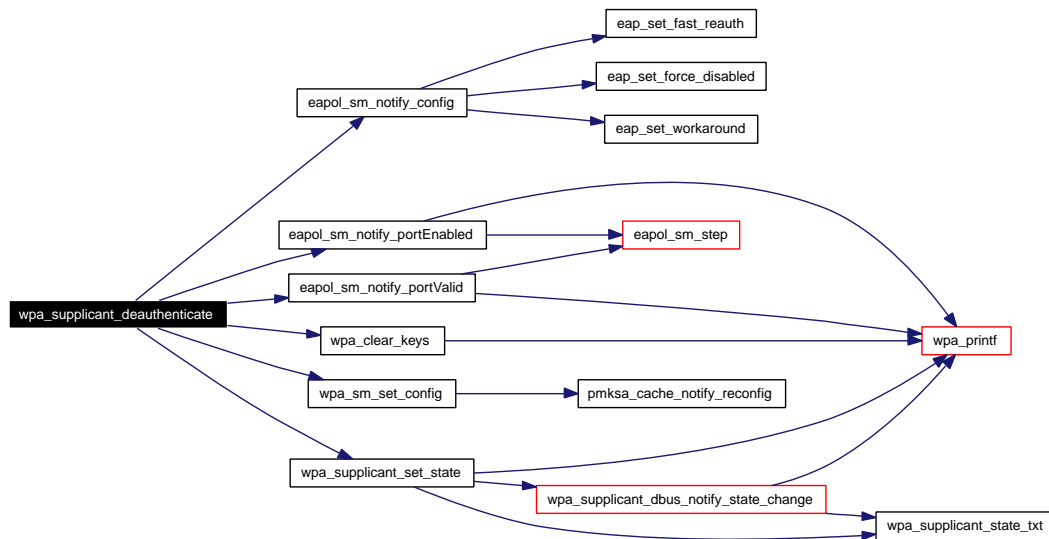 eap_set_fast_reauth
eap_set_force_disabled
eapol_sm_notify_config
eap_set_workaround
eapol_sm_notify_portEnabled
eapol_sm_step
eapol_sm_notify_portValid
wpa_supplicant_deauthenticate
wpa_clear_keys
wpa_printf
wpa_sm_set_config
pmksa_cache_notify_reconfig
wpa_supplicant_set_state
wpa_supplicant_dbus_notify_state_change
wpa_supplicant_state_txt